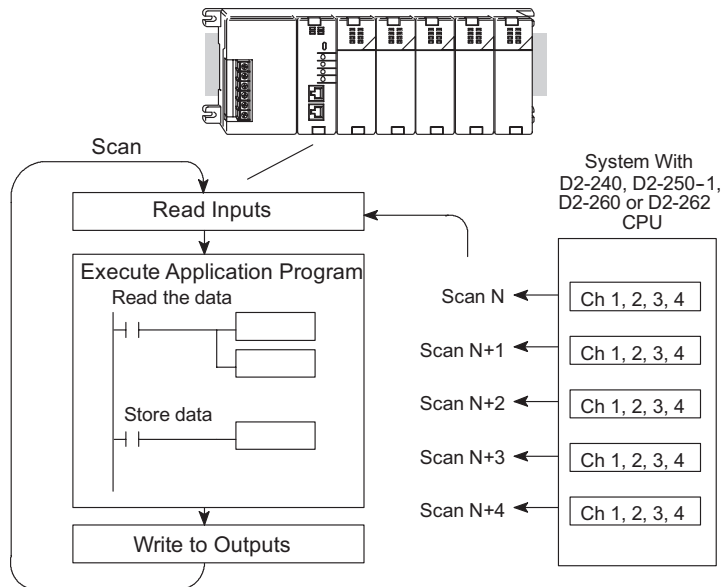 Scan
System With
D2-240, D2-250-1,
D2-260 or D2-262
CPU
Read Inputs
Execute Application Program
Read the data
Store data
Write to Outputs
Scan N
Ch 1, 2, 3, 4
Scan N+1
Ch 1, 2, 3, 4
Scan N+2
Ch 1, 2, 3, 4
Scan N+3
Ch 1, 2, 3, 4
Scan N+4
Ch 1, 2, 3, 4